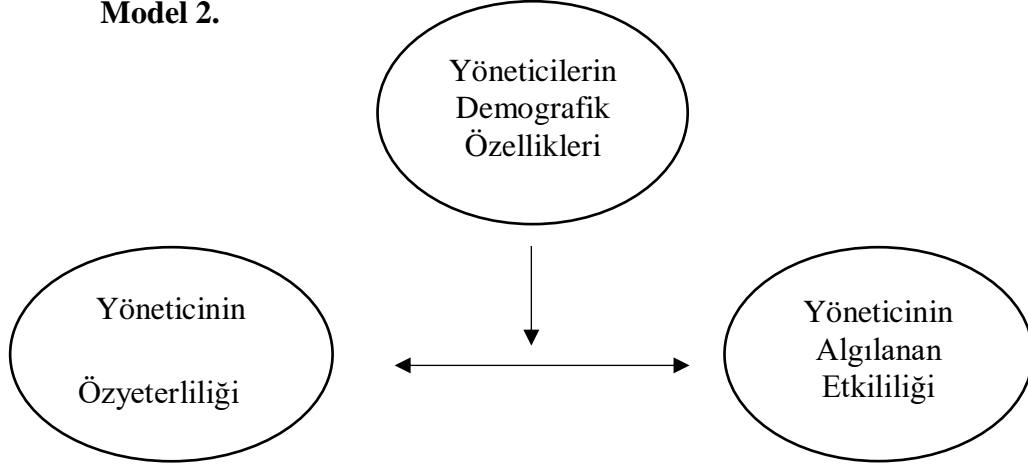 Model 2.
Yöneticilerin
Demografik
Özellikleri
Yöneticinin
Özyeterliliği
Yöneticinin
Algılanan
Etkililiği